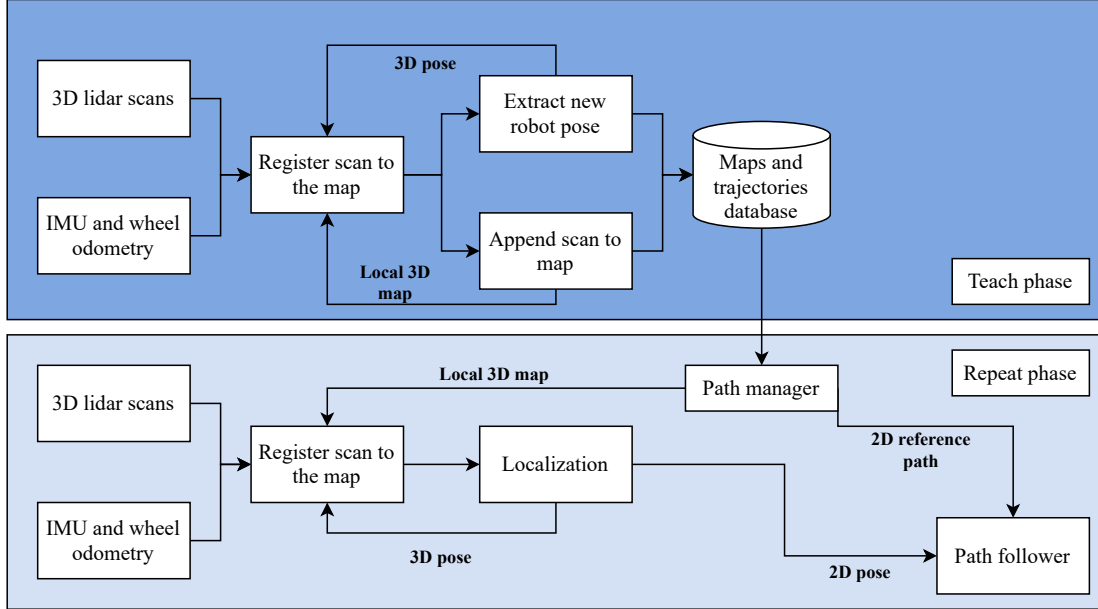 3D pose
3D lidar scans
Extract new
robot pose
Register scan to
the map
Maps and
trajectories
database
IMU and wheel
odometry
Append scan to
map
Local 3D
map
Teach phase
Repeat phase
Local 3D map
Path manager
3D lidar scans
2D reference
path
Register scan to
the map
Localization
IMU and wheel
odometry
3D pose
2D pose
Path follower